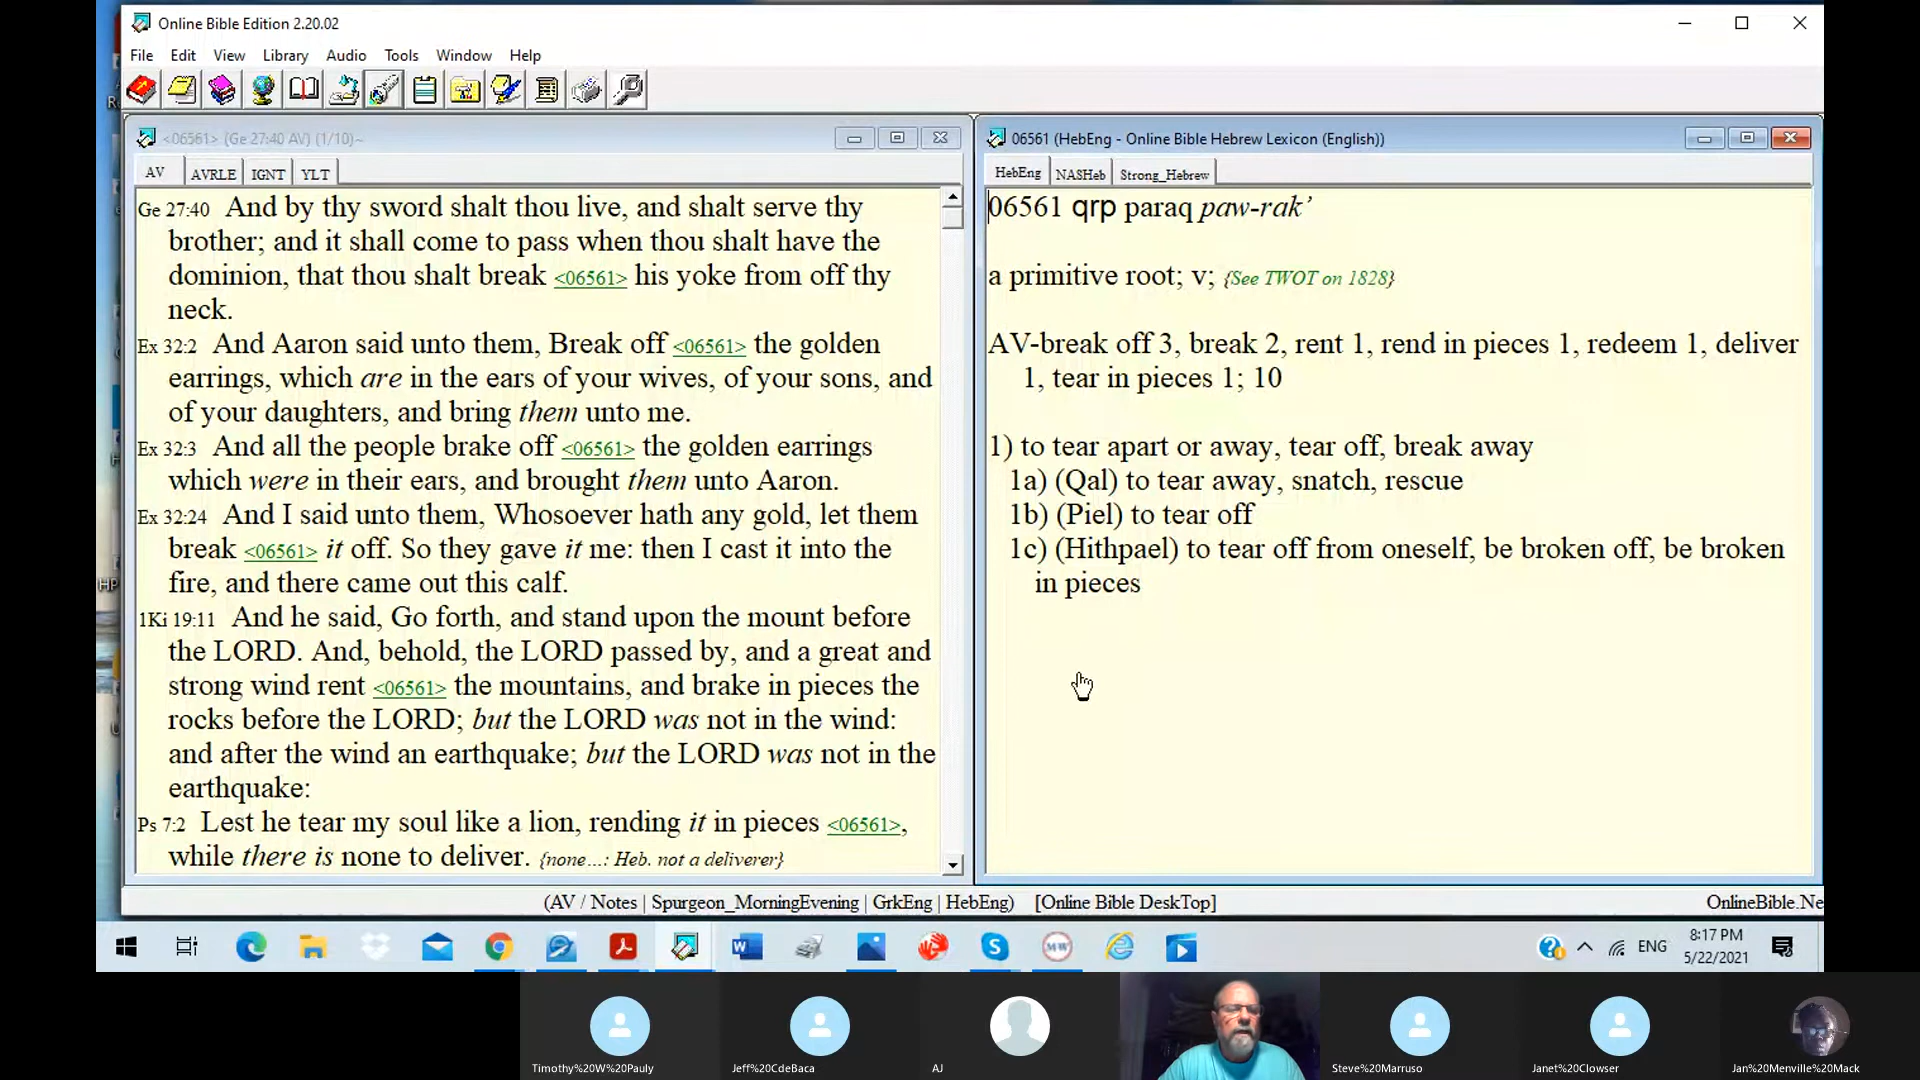 Online Bible Edition 2.20.02
File Edit View Library Audio Tools Window Help
<06561> (Ge 27:40 AV) (1/10)~
AV AVRLE IGNT YLT
Ge 27:40 And by thy sword shalt thou live, and shalt serve thy
brother; and it shall come to pass when thou shalt have the
dominion, that thou shalt break <06561> his yoke from off thy
neck.
Ex 32:2 And Aaron said unto them, Break off <06561> the golden
earrings, which are in the ears of your wives, of your sons, and
of your daughters, and bring them unto me.
Ex 32:3 And all the people brake off <06561> the golden earrings
which were in their ears, and brought them unto Aaron.
Ex 32:24 And I said unto them, Whosoever hath any gold, let them
break <06561> it off. So they gave it me: then I cast it into the
fire, and there came out this calf.
1Ki 19:11 And he said, Go forth, and stand upon the mount before
the LORD. And, behold, the LORD passed by, and a great and
strong wind rent <06561> the mountains, and brake in pieces the
rocks before the LORD; but the LORD was not in the wind:
and after the wind an earthquake; but the LORD was not in the
earthquake:
Ps 7:2 Lest he tear my soul like a lion, rending it in pieces <06561>,
while there is none to deliver. {none...: Heb. not a deliverer}
06561 (HebEng - Online Bible Hebrew Lexicon (English))
HebEng NASHeb Strong_Hebrew
06561 qrp paraq paw-rak’
a primitive root; v; {See TWOT on 1828}
AV-break off 3, break 2, rent 1, rend in pieces 1, redeem 1, deliver
1, tear in pieces 1; 10
1) to tear apart or away, tear off, break away
1a) (Qal) to tear away, snatch, rescue
1b) (Piel) to tear off
1c) (Hithpael) to tear off from oneself, be broken off, be broken
in pieces
(AV / Notes | Spurgeon_MorningEvening | GrkEng | HebEng) [Online Bible DeskTop] OnlineBible.Ne
HP
W S MW ENG
8:17 PM
5/22/2021
Timothy%20W%20Pauly Jeff%20CdeBaca AJ Steve%20Marruso Janet%20Clowser Jan%20Menville%20Mack